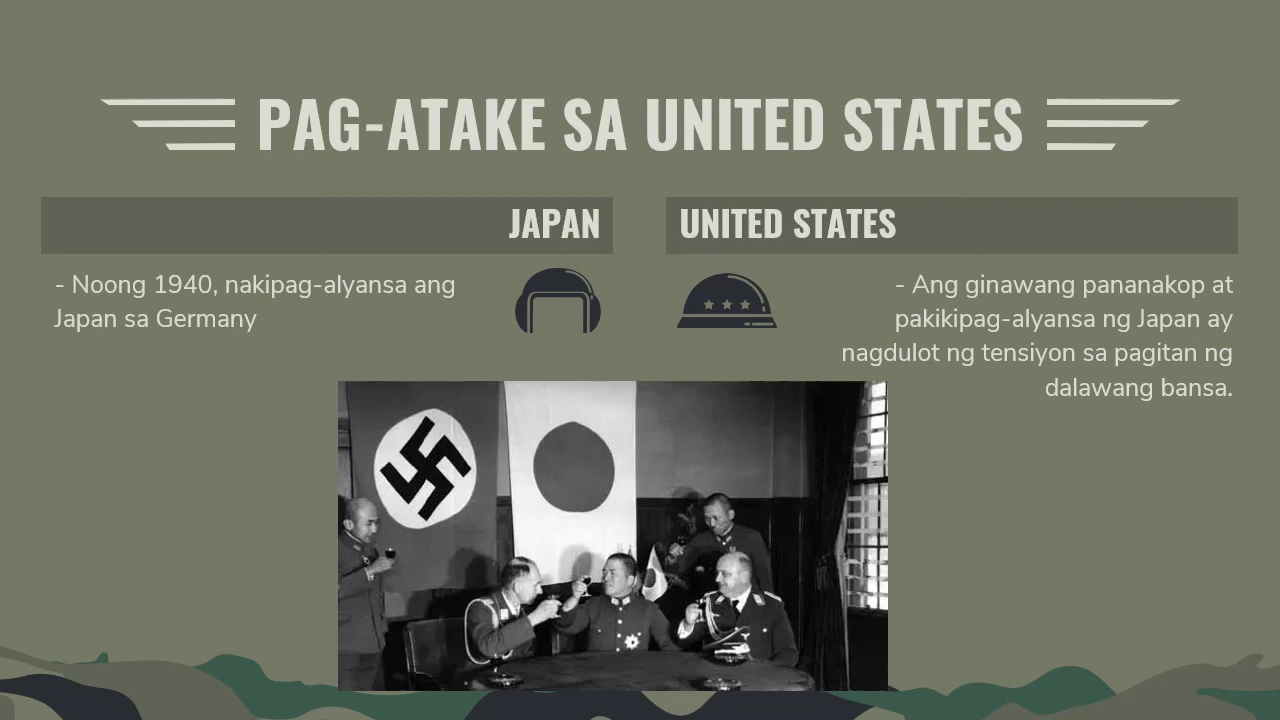 PAG-ATAKE SA UNITED STATES
JAPAN
- Noong 1940, nakipag-alyansa ang
Japan sa Germany
UNITED STATES
- Ang ginawang pananakop at
pakikipag-alyansa ng Japan ay
nagdulot ng tensiyon sa pagitan ng
dalawang bansa.